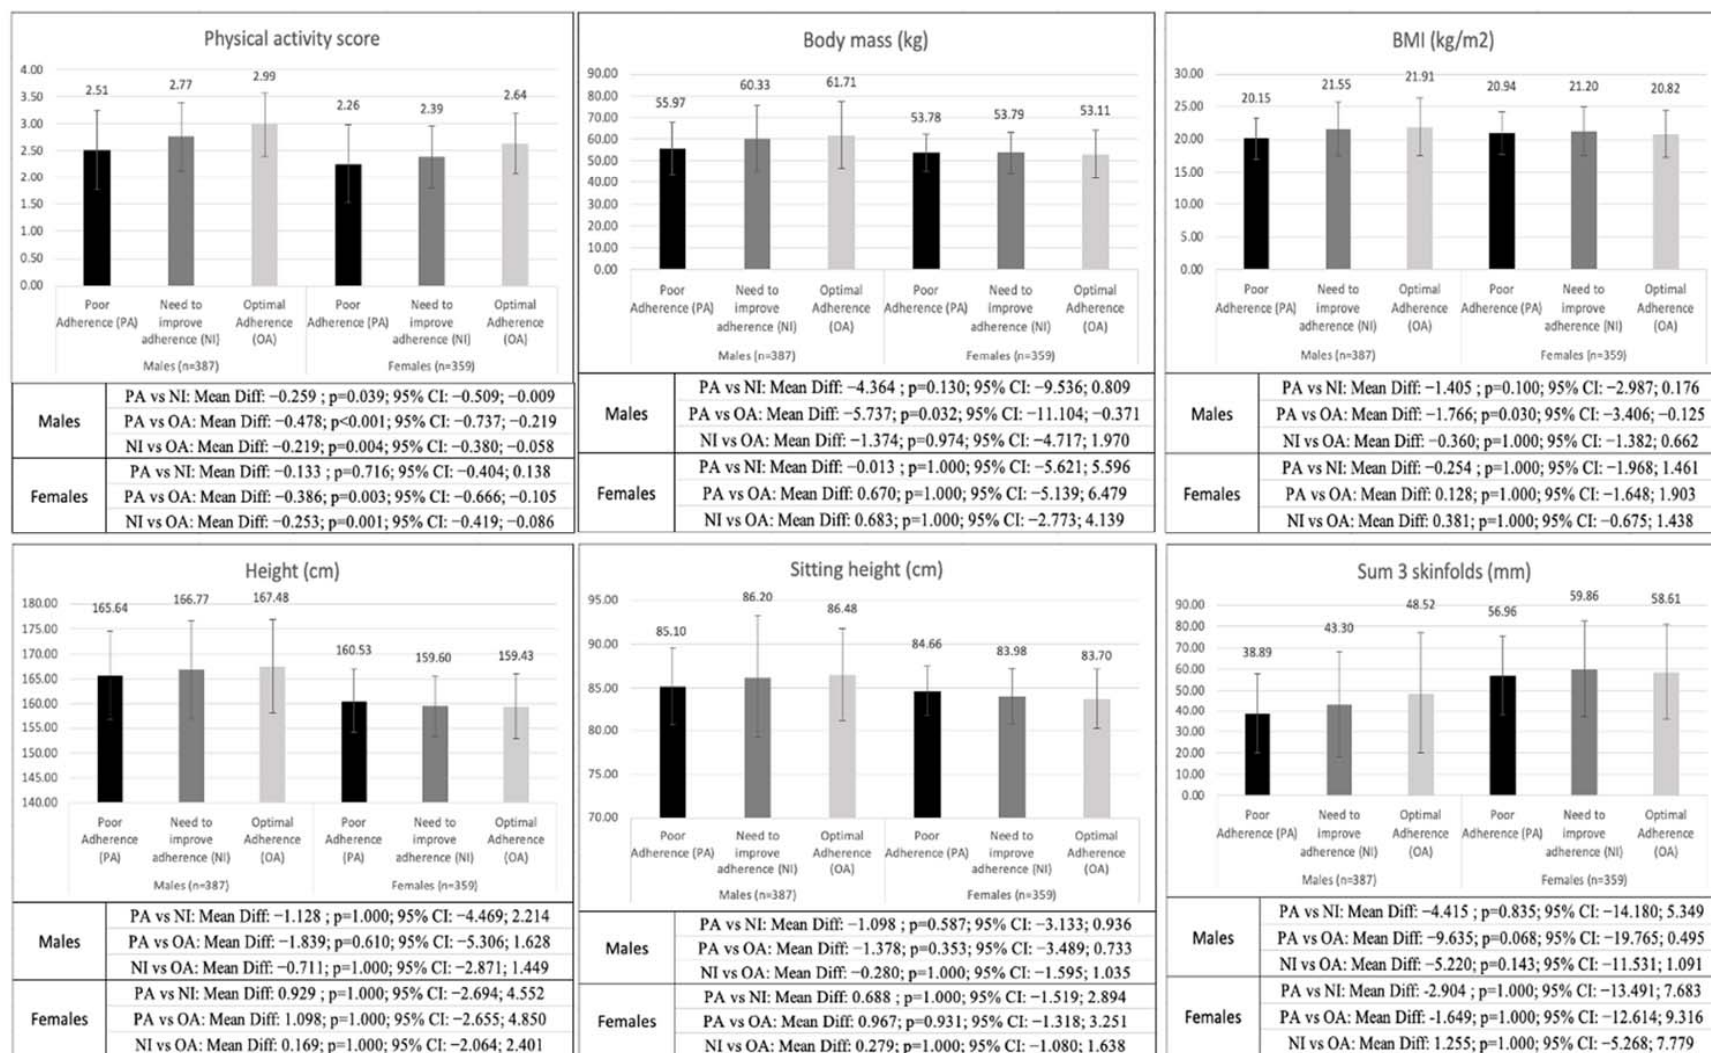 Physical activity score
4.00
3.50
3.00
2.50
2.00
1.50
1.00
0.50
0.00
2.51 2.77 2.99 2.26 2.39 2.64
Poor Need to Optimal Poor Need to Optimal
Adherence (PA) improve Adherence Adherence (PA) improve Adherence
adherence (NI) (OA) adherence (NI) (OA)
Males (n=387) Females (n=359)
Males
PA vs NI: Mean Diff: −0.259 ; p=0.039; 95% CI: −0.509; −0.009
PA vs OA: Mean Diff: −0.478; p<0.001; 95% CI: −0.737; −0.219
NI vs OA: Mean Diff: −0.219; p=0.004; 95% CI: −0.380; −0.058
Females
PA vs NI: Mean Diff: −0.133 ; p=0.716; 95% CI: −0.404; 0.138
PA vs OA: Mean Diff: −0.386; p=0.003; 95% CI: −0.666; −0.105
NI vs OA: Mean Diff: −0.253; p=0.001; 95% CI: −0.419; −0.086
Body mass (kg)
90.00
80.00
70.00
60.00
50.00
40.00
30.00
20.00
10.00
0.00
55.97 60.33 61.71 53.78 53.79 53.11
Poor Need to Optimal Poor Need to Optimal
Adherence (PA) improve Adherence Adherence (PA) improve Adherence
adherence (NI) (OA) adherence (NI) (OA)
Males (n=387) Females (n=359)
Males
PA vs NI: Mean Diff: −4.364 ; p=0.130; 95% CI: −9.536; 0.809
PA vs OA: Mean Diff: −5.737; p=0.032; 95% CI: −11.104; −0.371
NI vs OA: Mean Diff: −1.374; p=0.974; 95% CI: −4.717; 1.970
Females
PA vs NI: Mean Diff: −0.013 ; p=1.000; 95% CI: −5.621; 5.596
PA vs OA: Mean Diff: 0.670; p=1.000; 95% CI: −5.139; 6.479
NI vs OA: Mean Diff: 0.683; p=1.000; 95% CI: −2.773; 4.139
BMI (kg/m2)
30.00
25.00
20.00
15.00
10.00
5.00
0.00
20.15 21.55 21.91 20.94 21.20 20.82
Poor Need to Optimal Poor Need to Optimal
Adherence (PA) improve Adherence Adherence (PA) improve Adherence
adherence (NI) (OA) adherence (NI) (OA)
Males (n=387) Females (n=359)
Males
PA vs NI: Mean Diff: −1.405 ; p=0.100; 95% CI: −2.987; 0.176
PA vs OA: Mean Diff: −1.766; p=0.030; 95% CI: −3.406; −0.125
NI vs OA: Mean Diff: −0.360; p=1.000; 95% CI: −1.382; 0.662
Females
PA vs NI: Mean Diff: −0.254 ; p=1.000; 95% CI: −1.968; 1.461
PA vs OA: Mean Diff: 0.128; p=1.000; 95% CI: −1.648; 1.903
NI vs OA: Mean Diff: 0.381; p=1.000; 95% CI: −0.675; 1.438
Height (cm)
180.00
175.00
170.00
165.00
160.00
155.00
150.00
145.00
140.00
165.64 166.77 167.48 160.53 159.60 159.43
Poor Need to Optimal Poor Need to Optimal
Adherence improve Adherence Adherence improve Adherence
(PA) adherence (NI) (OA) (PA) adherence (NI) (OA)
Males (n=387) Females (n=359)
Males
PA vs NI: Mean Diff: −1.128 ; p=1.000; 95% CI: −4.469; 2.214
PA vs OA: Mean Diff: −1.839; p=0.610; 95% CI: −5.306; 1.628
NI vs OA: Mean Diff: −0.711; p=1.000; 95% CI: −2.871; 1.449
Females
PA vs NI: Mean Diff: 0.929 ; p=1.000; 95% CI: −2.694; 4.552
PA vs OA: Mean Diff: 1.098; p=1.000; 95% CI: −2.655; 4.850
NI vs OA: Mean Diff: 0.169; p=1.000; 95% CI: −2.064; 2.401
Sitting height (cm)
95.00
90.00
85.00
80.00
75.00
70.00
85.10 86.20 86.48 84.66 83.98 83.70
Poor Need to Optimal Poor Need to Optimal
Adherence (PA) improve Adherence Adherence (PA) improve Adherence
adherence (NI) (OA) adherence (NI) (OA)
Males (n=387) Females (n=359)
Males
PA vs NI: Mean Diff: −1.098 ; p=0.587; 95% CI: −3.133; 0.936
PA vs OA: Mean Diff: −1.378; p=0.353; 95% CI: −3.489; 0.733
NI vs OA: Mean Diff: −0.280; p=1.000; 95% CI: −1.595; 1.035
Females
PA vs NI: Mean Diff: 0.688 ; p=1.000; 95% CI: −1.519; 2.894
PA vs OA: Mean Diff: 0.967; p=0.931; 95% CI: −1.318; 3.251
NI vs OA: Mean Diff: 0.279; p=1.000; 95% CI: −1.080; 1.638
Sum 3 skinfolds (mm)
90.00
80.00
70.00
60.00
50.00
40.00
30.00
20.00
10.00
0.00
38.89 43.30 48.52 56.96 59.86 58.61
Poor Need to Optimal Poor Need to Optimal
Adherence (PA) improve Adherence Adherence (PA) improve Adherence
adherence (NI) (OA) adherence (NI) (OA)
Males (n=387) Females (n=359)
Males
PA vs NI: Mean Diff: −4.415 ; p=0.835; 95% CI: −14.180; 5.349
PA vs OA: Mean Diff: −9.635; p=0.068; 95% CI: −19.765; 0.495
NI vs OA: Mean Diff: −5.220; p=0.143; 95% CI: −11.531; 1.091
Females
PA vs NI: Mean Diff: -2.904 ; p=1.000; 95% CI: −13.491; 7.683
PA vs OA: Mean Diff: -1.649; p=1.000; 95% CI: −12.614; 9.316
NI vs OA: Mean Diff: 1.255; p=1.000; 95% CI: −5.268; 7.779